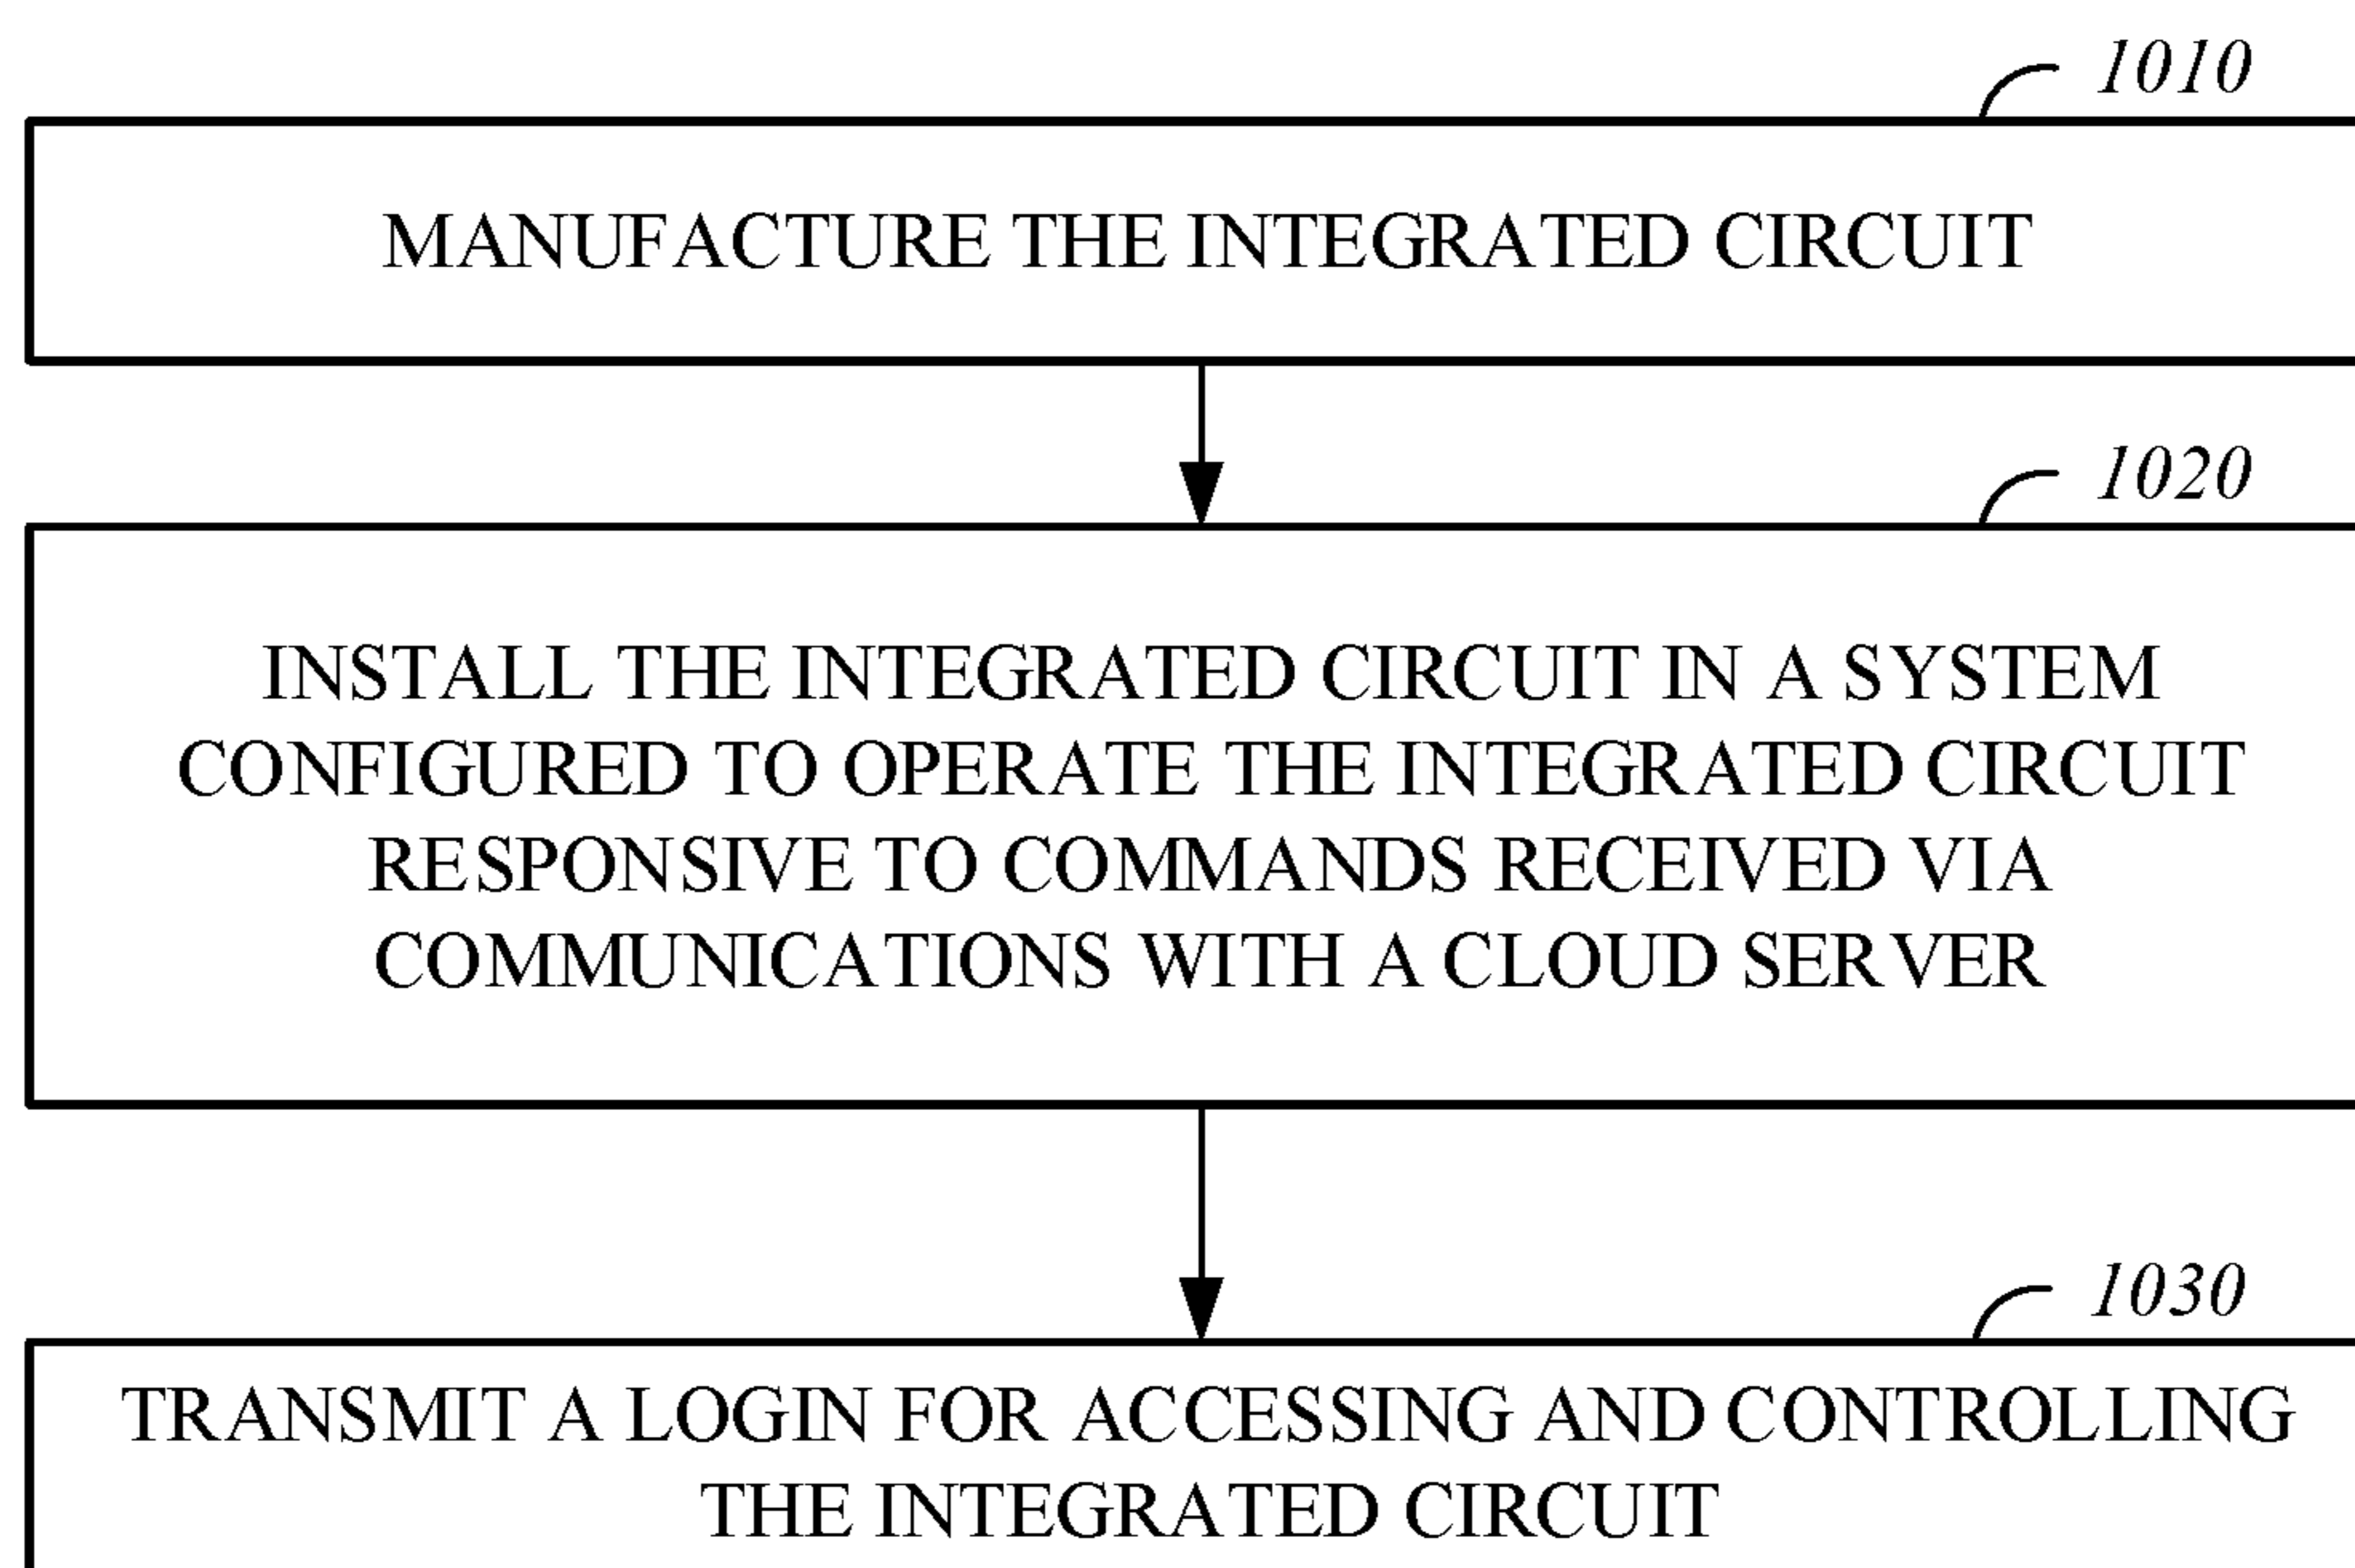 1010
MANUFACTURE THE INTEGRATED CIRCUIT
1020
INSTALL THE INTEGRATED CIRCUIT IN A SYSTEM
CONFIGURED TO OPERATE THE INTEGRATED CIRCUIT
RESPONSIVE TO COMMANDS RECEIVED VIA
COMMUNICATIONS WITH A CLOUD SERVER
1030
TRANSMIT A LOGIN FOR ACCESSING AND CONTROLLING
THE INTEGRATED CIRCUIT